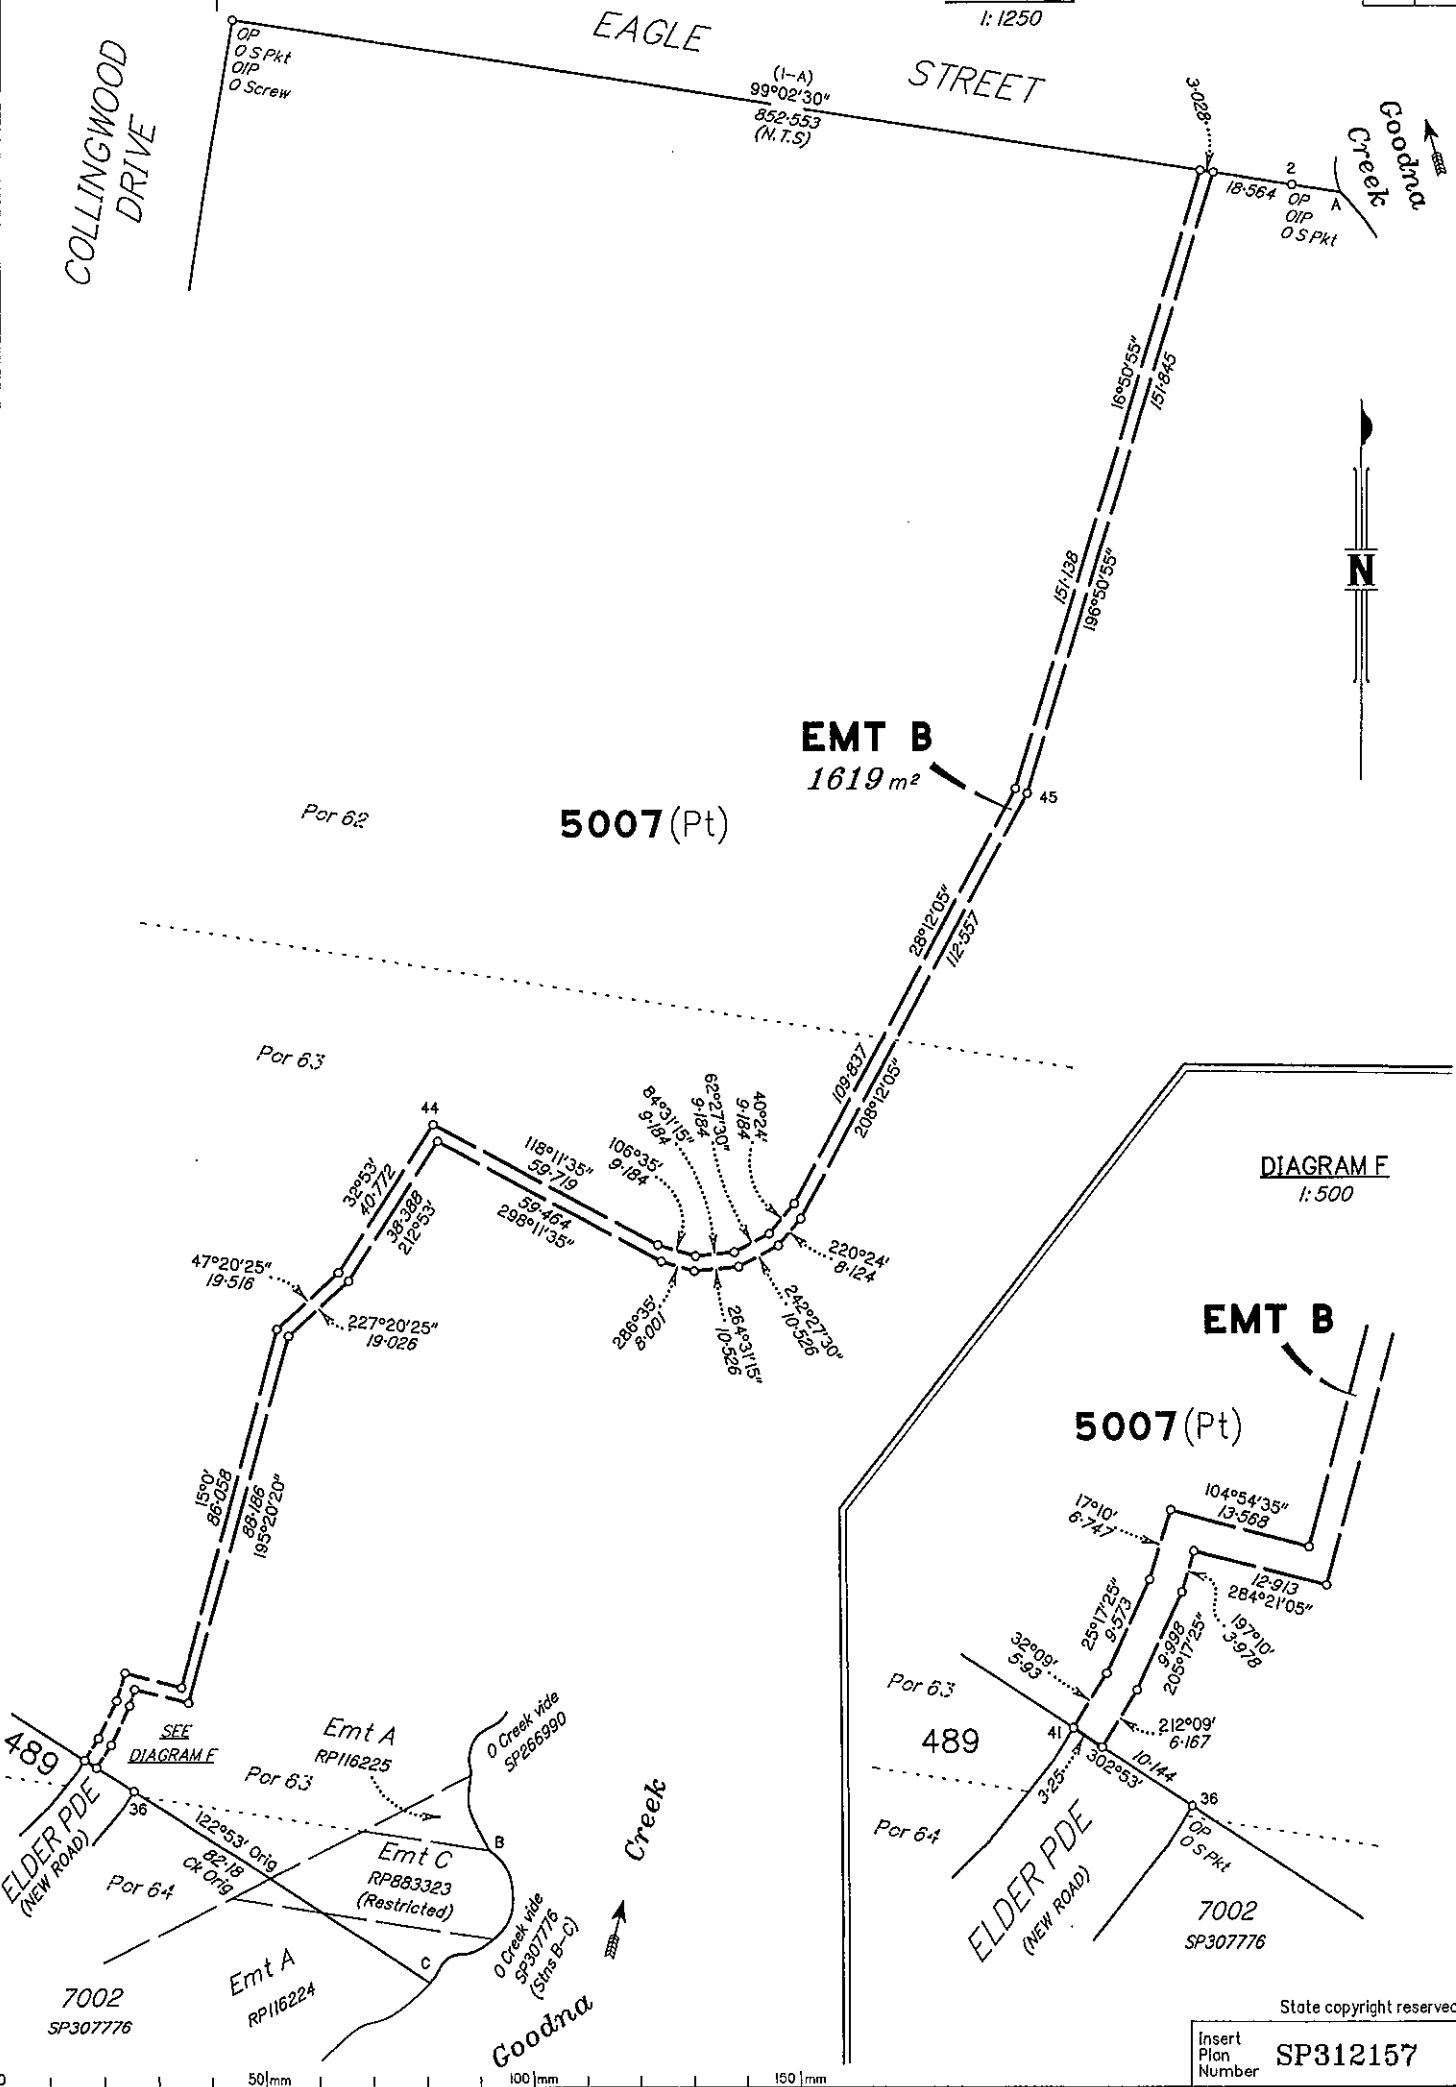 1:1250
EAGLE
STREET
COLLINGWOOD
DRIVE
OP
O S Pkt
OIP
O Screw
(1-A)
99°02'30"
852·553
(N.T.S)
3·028
18·564
2
OP
OIP
O S Pkt
A
Goodna
Creek
16°50'55"
151·845
151·138
196°50'55"
N
EMT B
1619 m²
45
Por 62
5007 (Pt)
28°12'05"
112·557
109·837
208°12'05"
Por 63
44
118°11'35"
59·719
59·464
298°11'35"
106°35'
9·184
84°31'15"
9·184
62°27'30"
9·184
40°24'
9·184
32°53'
40·772
38·388
212°53'
47°20'25"
19·516
227°20'25"
19·026
286°35'
8·001
264°31'15"
10·526
242°27'30"
10·526
220°24'
8·124
15°0'
86·058
88·186
195°20'20"
DIAGRAM F
1:500
EMT B
5007 (Pt)
17°10'
6·747
104°54'35"
13·568
12·913
284°21'05"
197°10'
3·978
25°17'25"
9·573
9·998
205°17'25"
32°09'
5·93
212°09'
6·167
Por 63
489
41
3·25
302°53'
10·144
36
OP
O S Pkt
Por 64
ELDER PDE
(NEW ROAD)
7002
SP307776
489
SEE
DIAGRAM F
ELDER PDE
(NEW ROAD)
36
Emt A
RP116225
Por 63
O Creek vide
SP266990
122°53' Orig
82·18
Ck Orig
B
Emt C
RP883323
(Restricted)
Por 64
C
O Creek vide
SP307776
(Stns B-C)
Emt A
RP116224
7002
SP307776
Goodna
Creek
State copyright reserved
Insert
Plan
Number
SP312157
0
50 mm
100 mm
150 mm